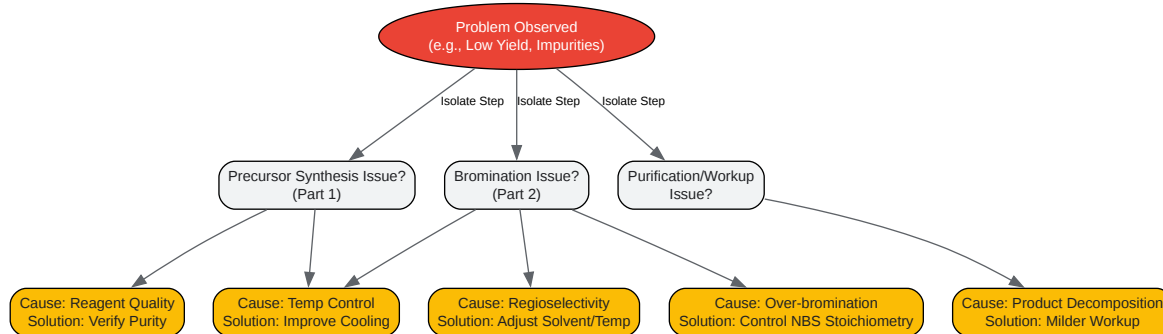 Problem Observed
(e.g., Low Yield, Impurities)
Isolate Step
Isolate Step
Isolate Step
Precursor Synthesis Issue?
(Part 1)
Bromination Issue?
(Part 2)
Purification/Workup
Issue?
Cause: Reagent Quality
Solution: Verify Purity
Cause: Temp Control
Solution: Improve Cooling
Cause: Regioselectivity
Solution: Adjust Solvent/Temp
Cause: Over-bromination
Solution: Control NBS Stoichiometry
Cause: Product Decomposition
Solution: Milder Workup